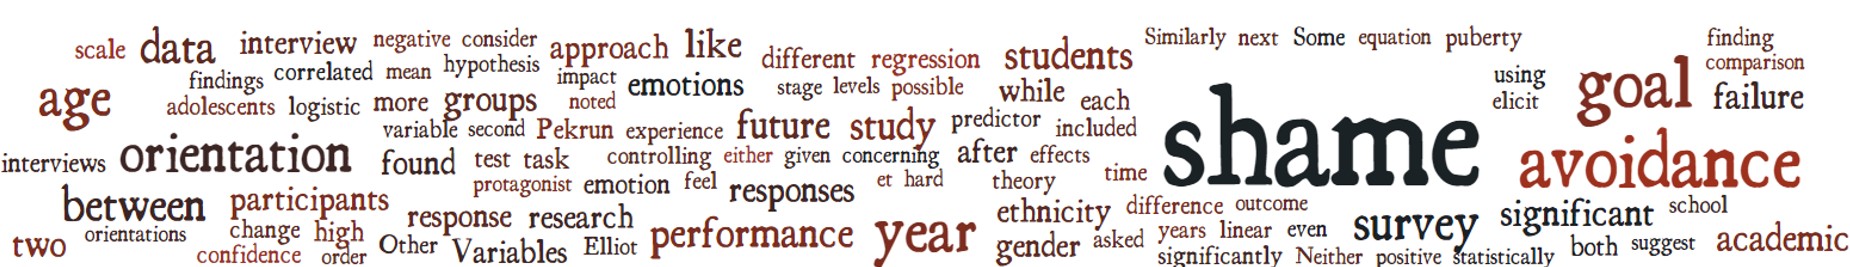 scale data interview negative consider approach like different regression students Similarly next Some equation puberty finding
findings correlated mean hypothesis impact emotions stage levels possible while each using goal comparison
age adolescents logistic more groups noted elicit failure
variable second Pekrun experience future study predictor included shame
interviews orientation found test task controlling either given concerning after effects time avoidance
protagonist emotion feel responses et hard theory
between participants response research ethnicity difference outcome survey significant school
two orientations change high Other Variables Elliot performance year gender asked years linear even both suggest academic
confidence order significantly Neither positive statistically